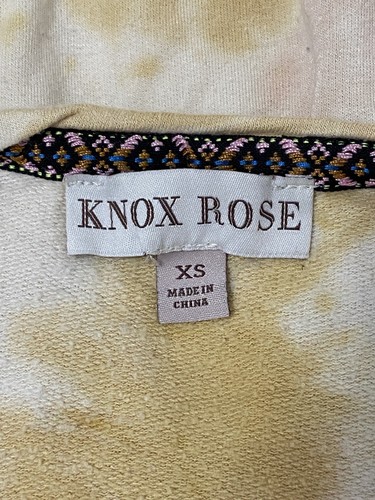 KNOX ROSE
XS
MADE IN
CHINA